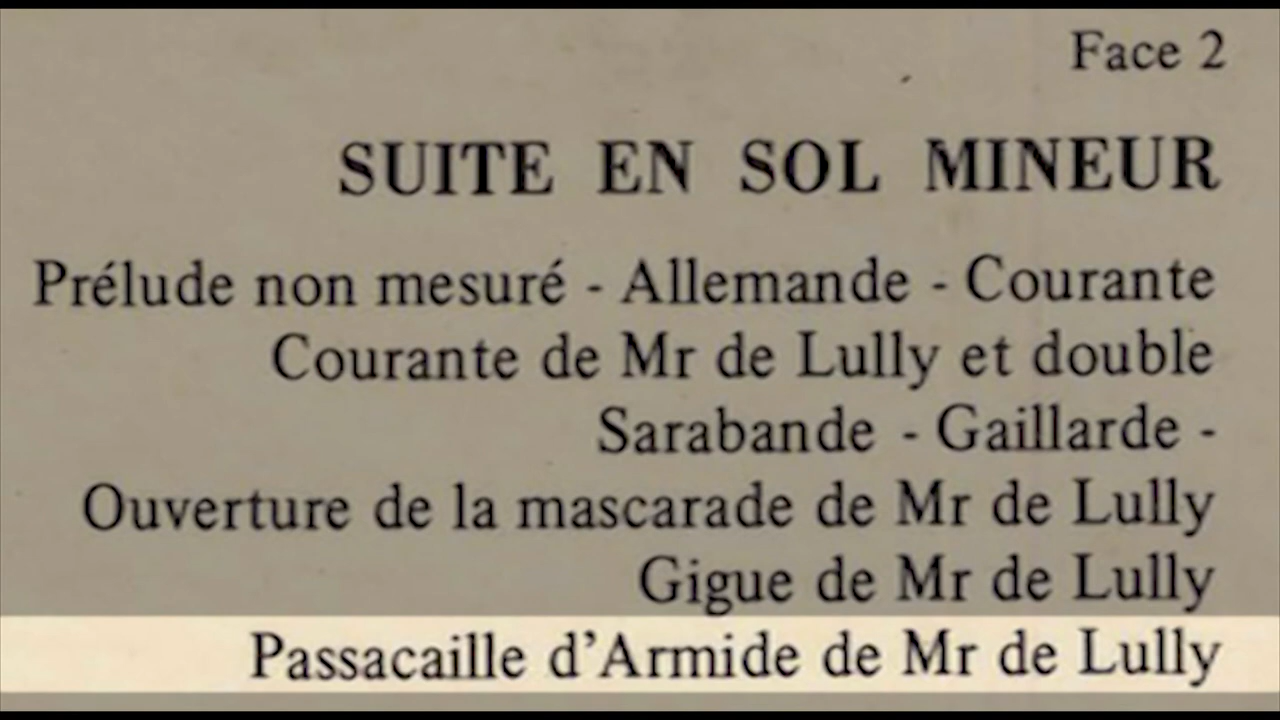 Face 2
SUITE EN SOL MINEUR
Prélude non mesuré - Allemande - Courante
Courante de Mr de Lully et double
Sarabande - Gaillarde -
Ouverture de la mascarade de Mr de Lully
Gigue de Mr de Lully
Passacaille d'Armide de Mr de Lully